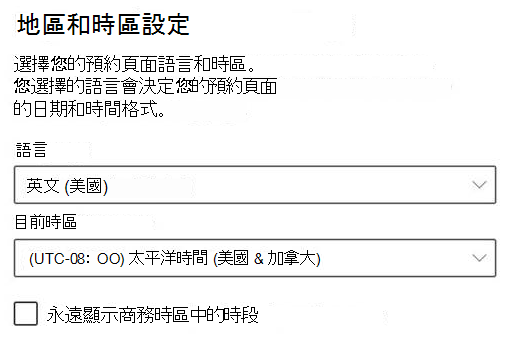 地區和時區設定
選擇您的預約頁面語言和時區。
您選擇的語言會決定您的預約頁面
的日期和時間格式。
語言
英文 (美國)
目前時區
(UTC-08: OO) 太平洋時間 (美國 & 加拿大)
永遠顯示商務時區中的時段